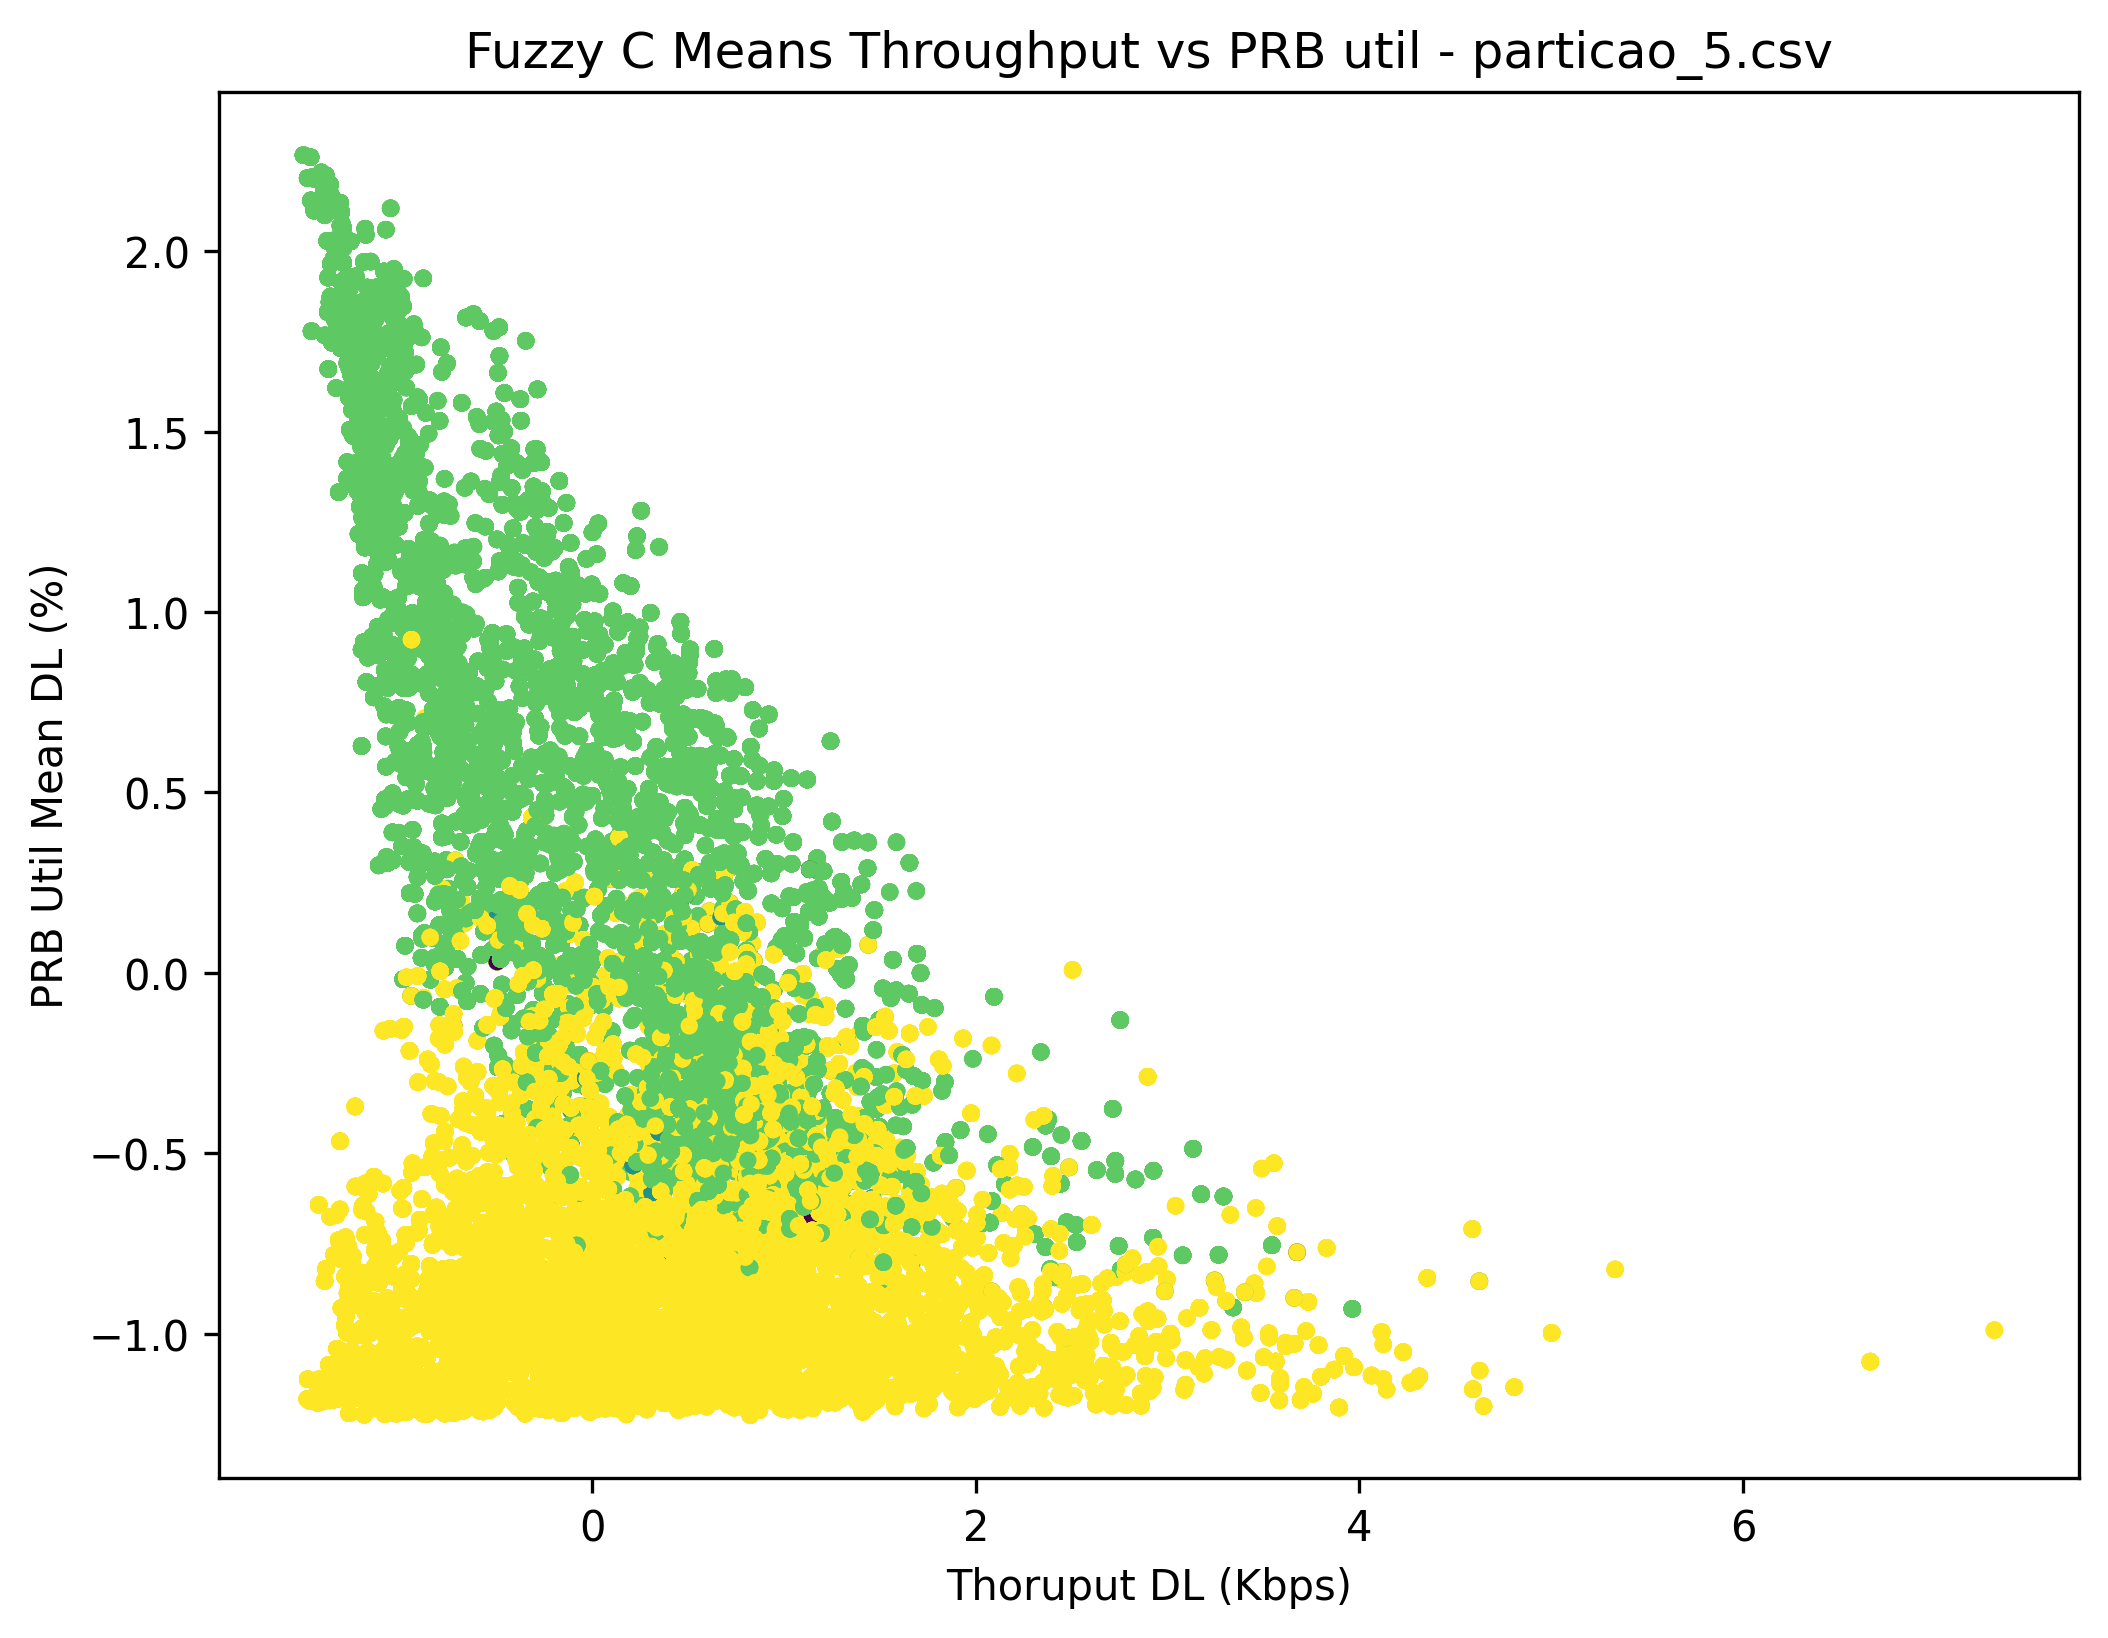 Fuzzy C Means Throughput vs PRB util - particao_5.csv
PRB Util Mean DL (%)
2.0
1.5
1.0
0.5
0.0
−0.5
−1.0
0 2 4 6
Thoruput DL (Kbps)